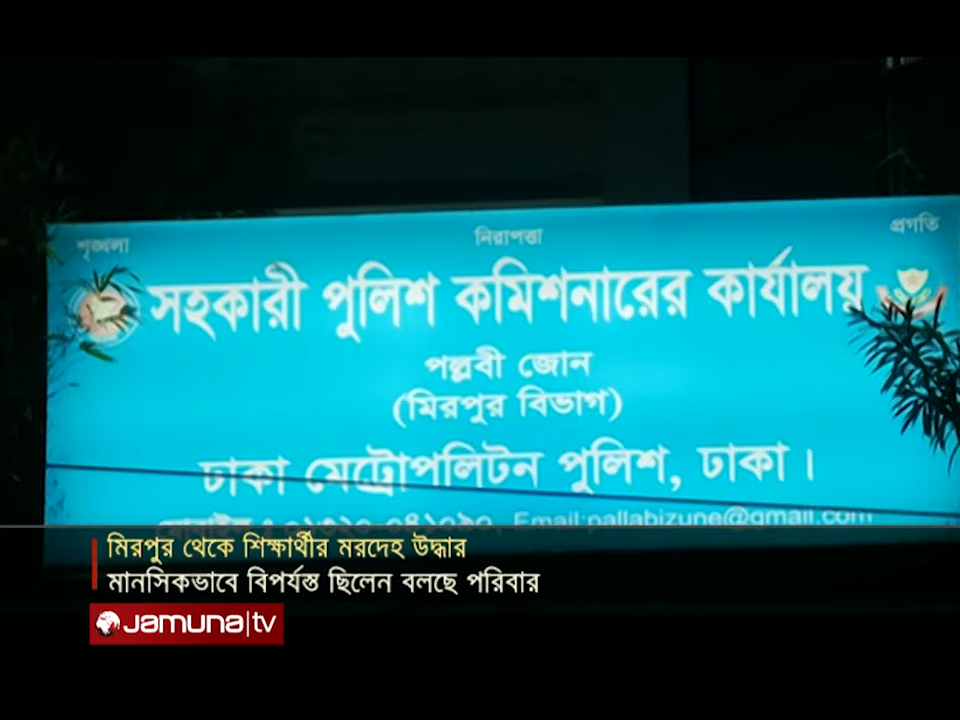 শৃঙ্খলা নিরাপত্তা প্রগতি
সহকারী পুলিশ কমিশনারের কার্যালয়
পল্লবী জোন
(মিরপুর বিভাগ)
ঢাকা মেট্রোপলিটন পুলিশ, ঢাকা।
Email:pallabizune@gmail.com
মিরপুর থেকে শিক্ষার্থীর মরদেহ উদ্ধার
মানসিকভাবে বিপর্যস্ত ছিলেন বলছে পরিবার
Jamuna|tv